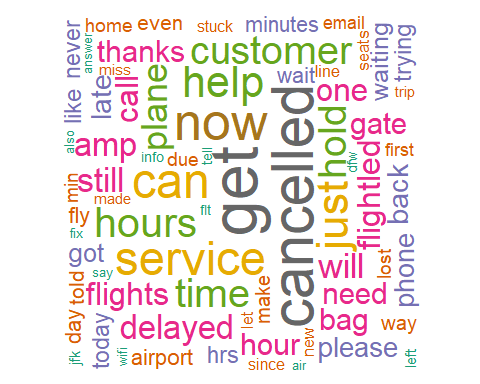 home
even
stuck
minutes
email
never
answer
thanks
customer
seats
waiting
trying
miss
like
late
call
plane
help
wait
line
one
trip
also
amp
now
cancelled
hold
gate
info
due
tell
dfw
first
still
can
get
just
flightled
back
min
made
fly
flt
fix
hours
got
say
service
will
lost
phone
told
flights
time
make
need
day
today
delayed
let
new
bag
way
jfk
wifi
airport
hrs
hour
since
air
please
left